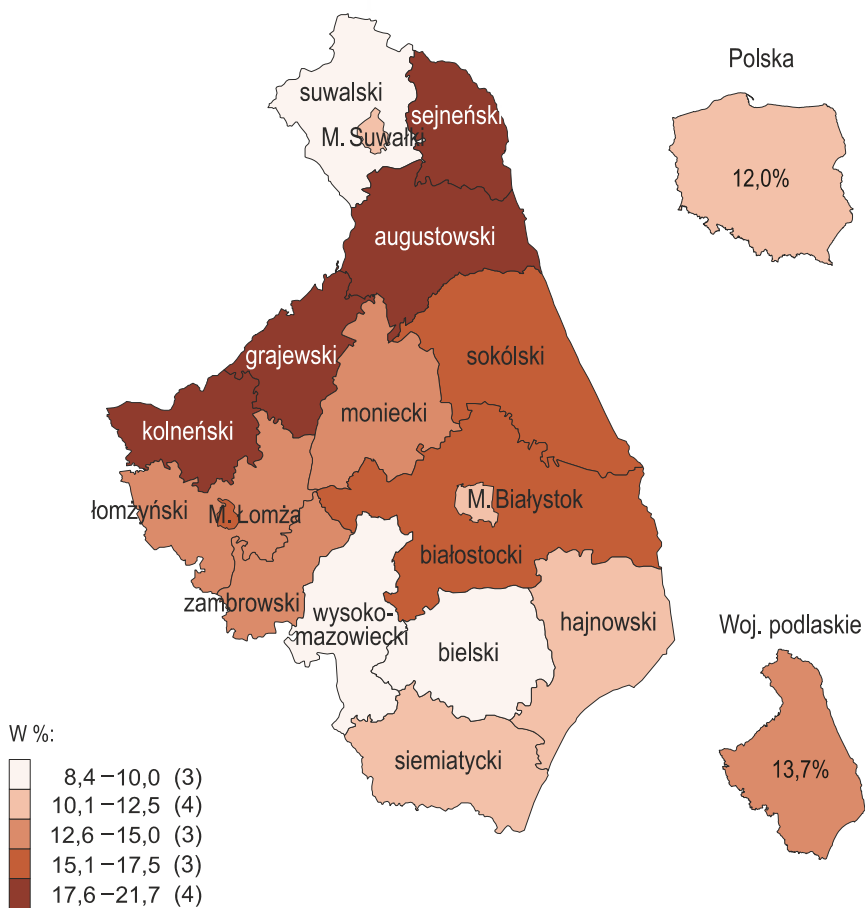 Polska
suwalski
sejneński
M. Suwałki
12,0%
augustowski
grajewski
sokólski
moniecki
kolneński
M. Białystok
łomżyński
M. Łomża
białostocki
zambrowski
wysoko-
mazowiecki
hajnowski
Woj. podlaskie
bielski
siemiatycki
13,7%
W %:
8,4 –10,0 (3)
10,1 –12,5 (4)
12,6 –15,0 (3)
15,1 –17,5 (3)
17,6 –21,7 (4)